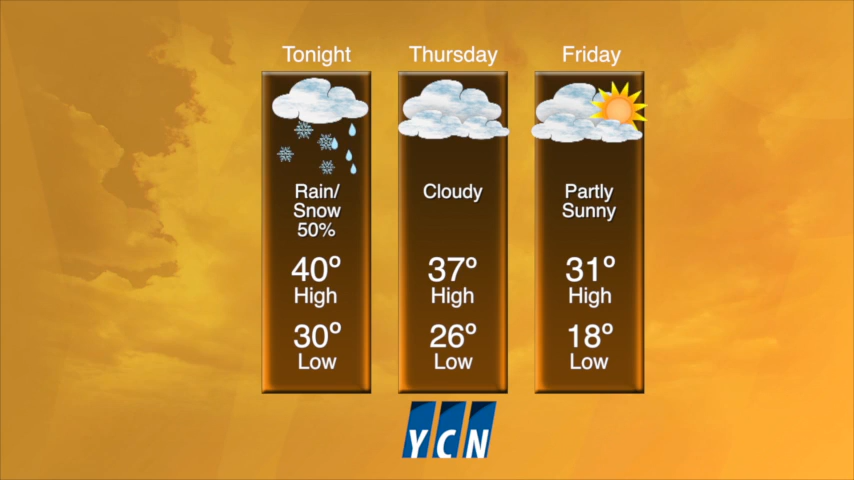 Tonight
Thursday
Friday
Rain/
Snow
50%
Cloudy
Partly
Sunny
40º
High
37º
High
31º
High
30º
Low
26º
Low
18º
Low
YCN